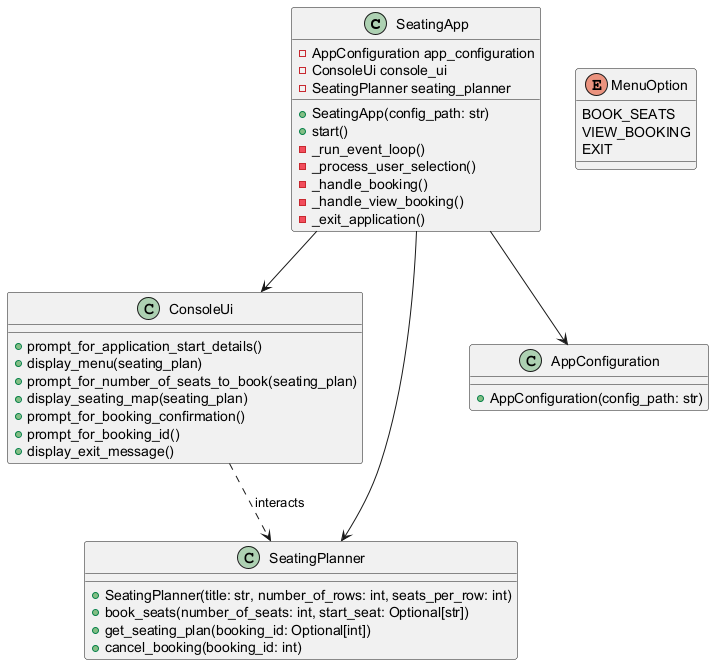 C SeatingApp
AppConfiguration app_configuration
ConsoleUi console_ui
SeatingPlanner seating_planner
SeatingApp(config_path: str)
start()
_run_event_loop()
_process_user_selection()
_handle_booking()
_handle_view_booking()
_exit_application()
E MenuOption
BOOK_SEATS
VIEW_BOOKING
EXIT
C ConsoleUi
prompt_for_application_start_details()
display_menu(seating_plan)
prompt_for_number_of_seats_to_book(seating_plan)
display_seating_map(seating_plan)
prompt_for_booking_confirmation()
prompt_for_booking_id()
display_exit_message()
C AppConfiguration
AppConfiguration(config_path: str)
interacts
C SeatingPlanner
SeatingPlanner(title: str, number_of_rows: int, seats_per_row: int)
book_seats(number_of_seats: int, start_seat: Optional[str])
get_seating_plan(booking_id: Optional[int])
cancel_booking(booking_id: int)